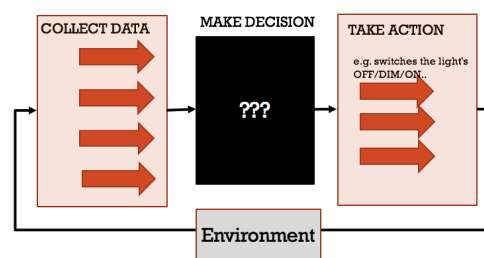 COLLECT DATA
MAKE DECISION
TAKE ACTION
e.g. switches the light's
OFF/DIM/ON..
???
Environment